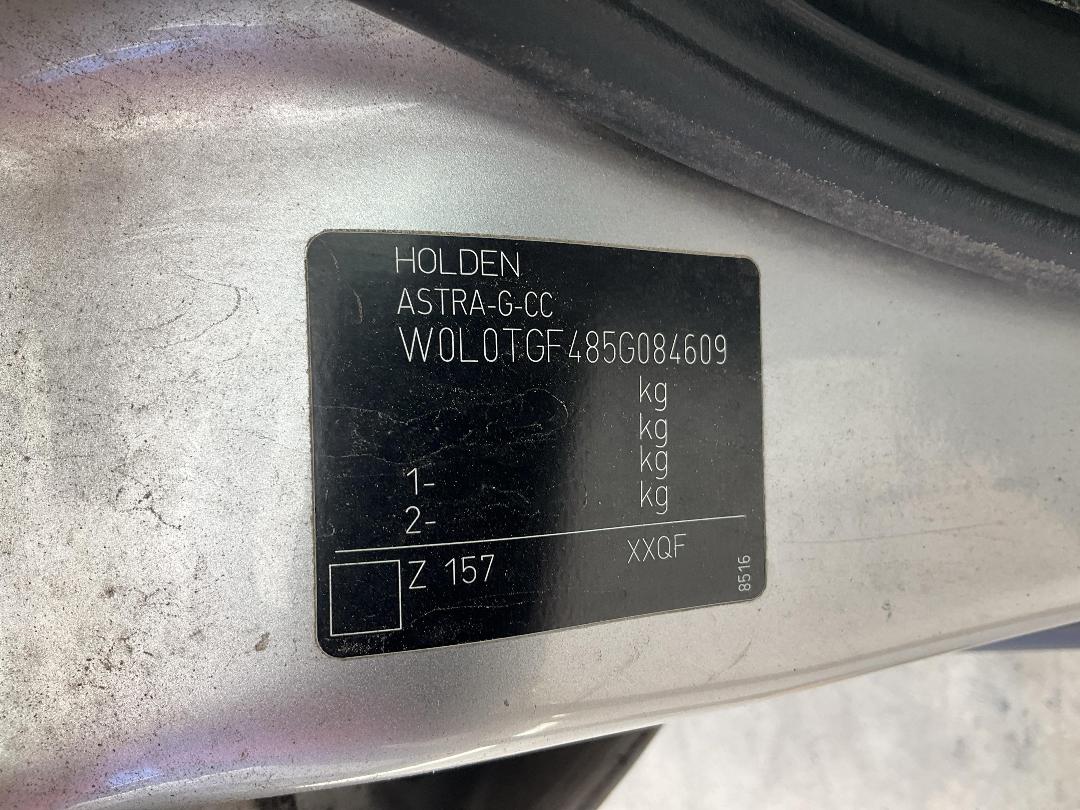 HOLDEN
ASTRA-G-CC
W0L0TGF485G084609
kg
kg
1- kg
2- kg
Z 157 XXQF
8516